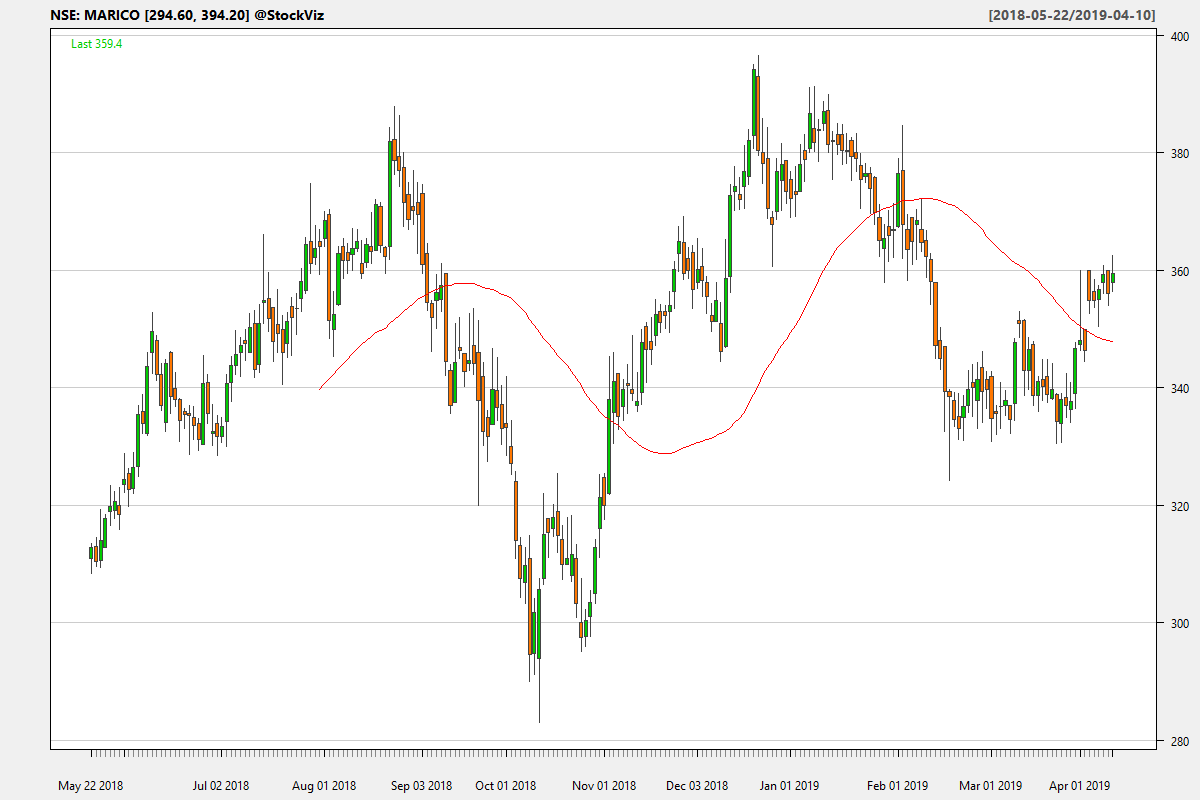 NSE: MARICO [294.60, 394.20] @StockViz [2018-05-22/2019-04-10]
Last 359.4
400
380
360
340
320
300
280
May 22 2018 Jul 02 2018 Aug 01 2018 Sep 03 2018 Oct 01 2018 Nov 01 2018 Dec 03 2018 Jan 01 2019 Feb 01 2019 Mar 01 2019 Apr 01 2019